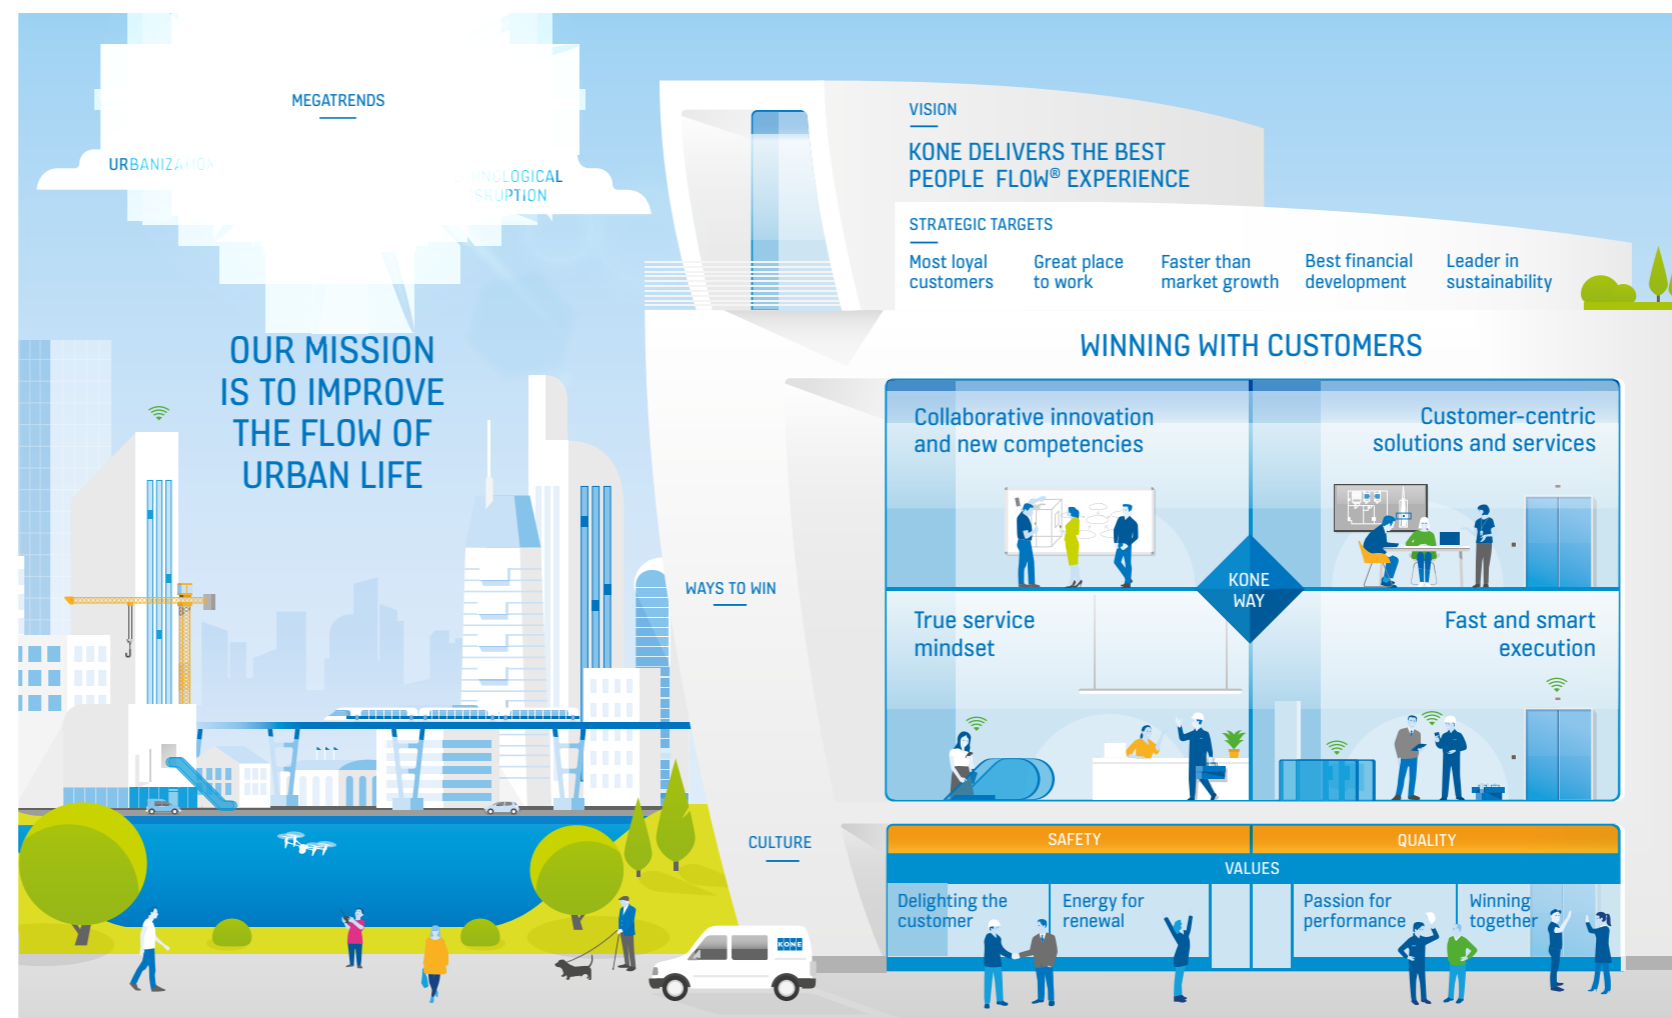 MEGATRENDS
URBANIZATION
OUR MISSION
IS TO IMPROVE
THE FLOW OF
URBAN LIFE
VISION
KONE DELIVERS THE BEST
PEOPLE FLOW® EXPERIENCE
STRATEGIC TARGETS
Most loyal
customers
Great place
to work
Faster than
market growth
Best financial
development
Leader in
sustainability
WINNING WITH CUSTOMERS
WAYS TO WIN
Collaborative innovation
and new competencies
Customer-centric
solutions and services
KONE
WAY
True service
mindset
Fast and smart
execution
CULTURE
SAFETY
QUALITY
VALUES
Delighting the
customer
Energy for
renewal
Passion for
performance
Winning
together
KONE